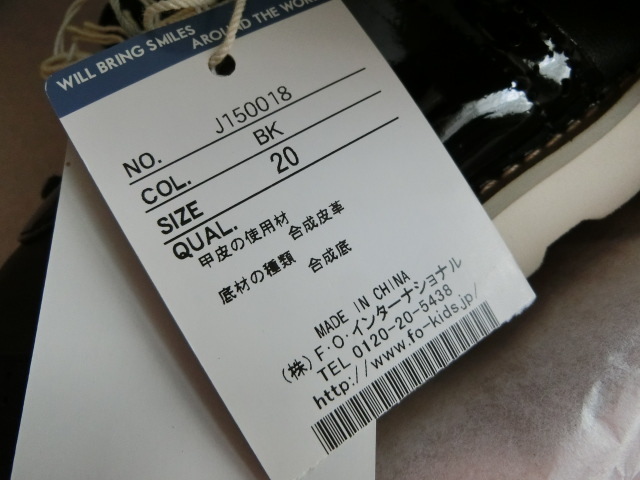 WILL BRING SMILES
AROUND THE WOR
NO. J150018
COL. BK
SIZE 20
QUAL.
甲皮の使用材 合成皮革
底材の種類 合成底
MADE IN CHINA
(株)F・O・インターナショナル
TEL 0120-20-5438
http://www.fo-kids.jp/